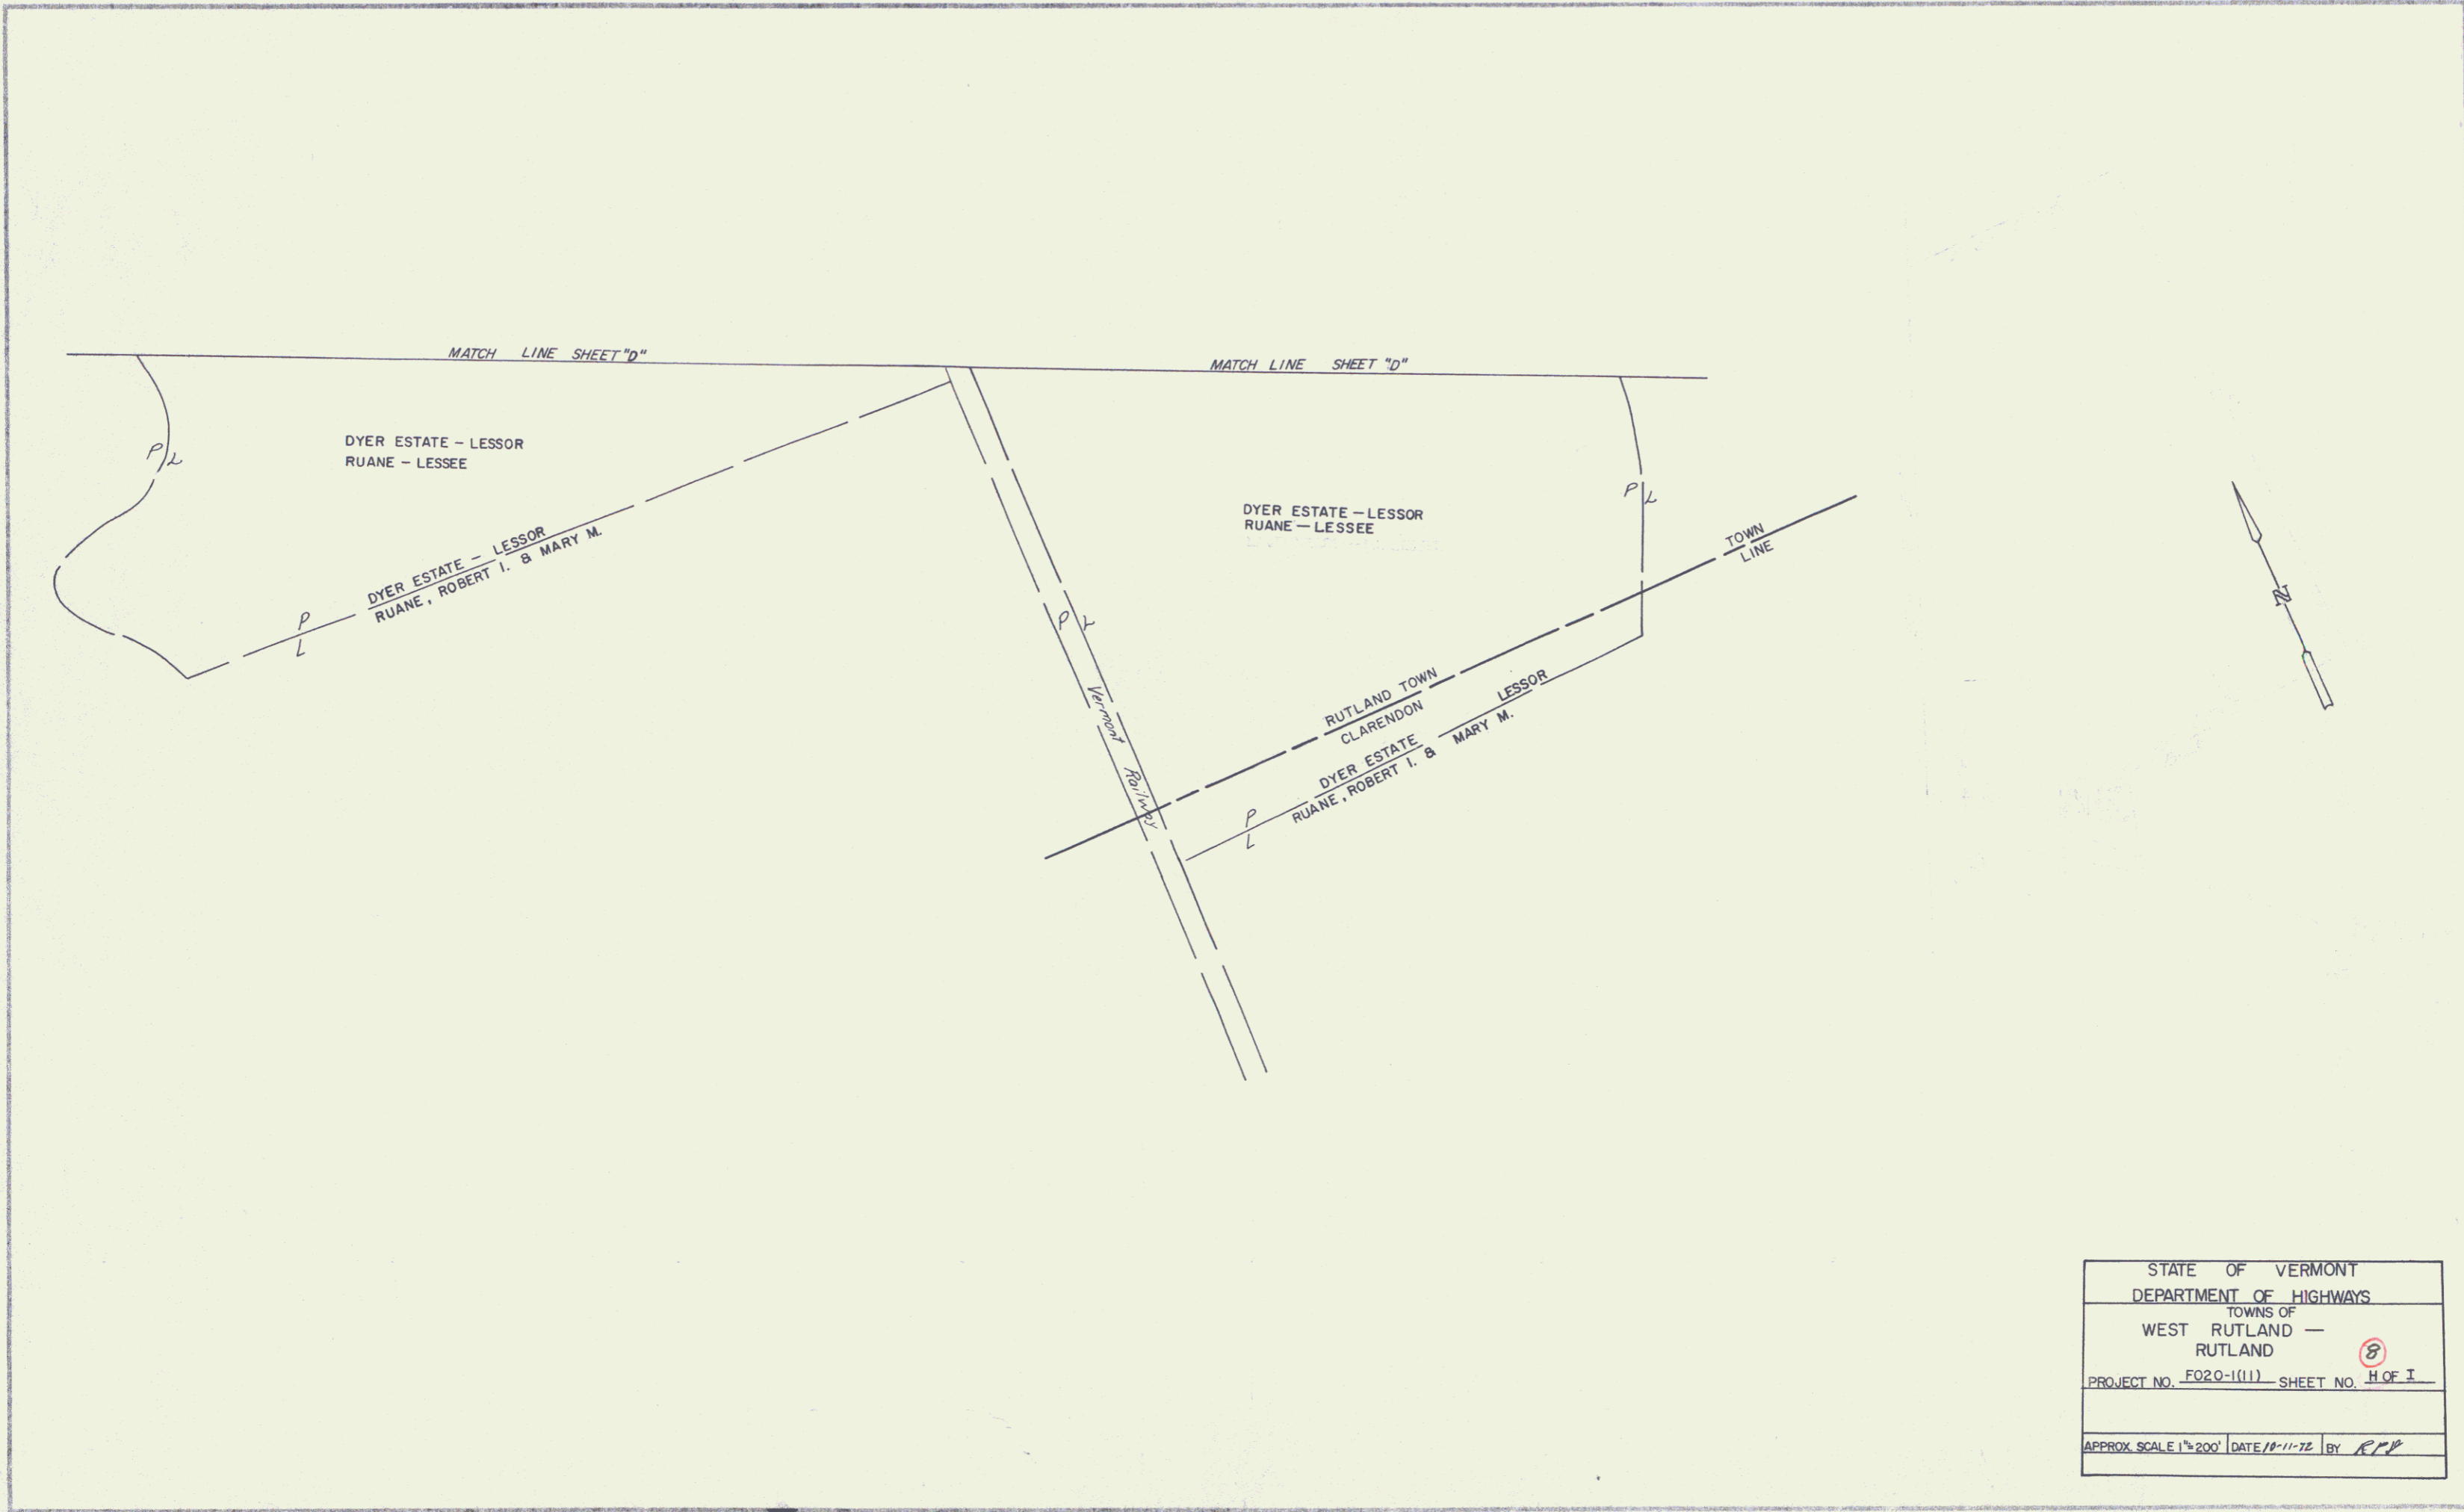 MATCH LINE SHEET "D"
MATCH LINE SHEET "D"
DYER ESTATE – LESSOR
RUANE – LESSEE
P L
DYER ESTATE – LESSOR
RUANE, ROBERT I. & MARY M.
P
L
DYER ESTATE – LESSOR
RUANE – LESSEE
P L
P L
TOWN
LINE
N
Vermont Railway
RUTLAND TOWN
CLARENDON
DYER ESTATE LESSOR
RUANE, ROBERT I. & MARY M.
P
L
STATE OF VERMONT
DEPARTMENT OF HIGHWAYS
TOWNS OF
WEST RUTLAND —
RUTLAND
8
PROJECT NO. F020-1(11) SHEET NO. H OF I
APPROX. SCALE 1"=200' DATE 10-11-72 BY